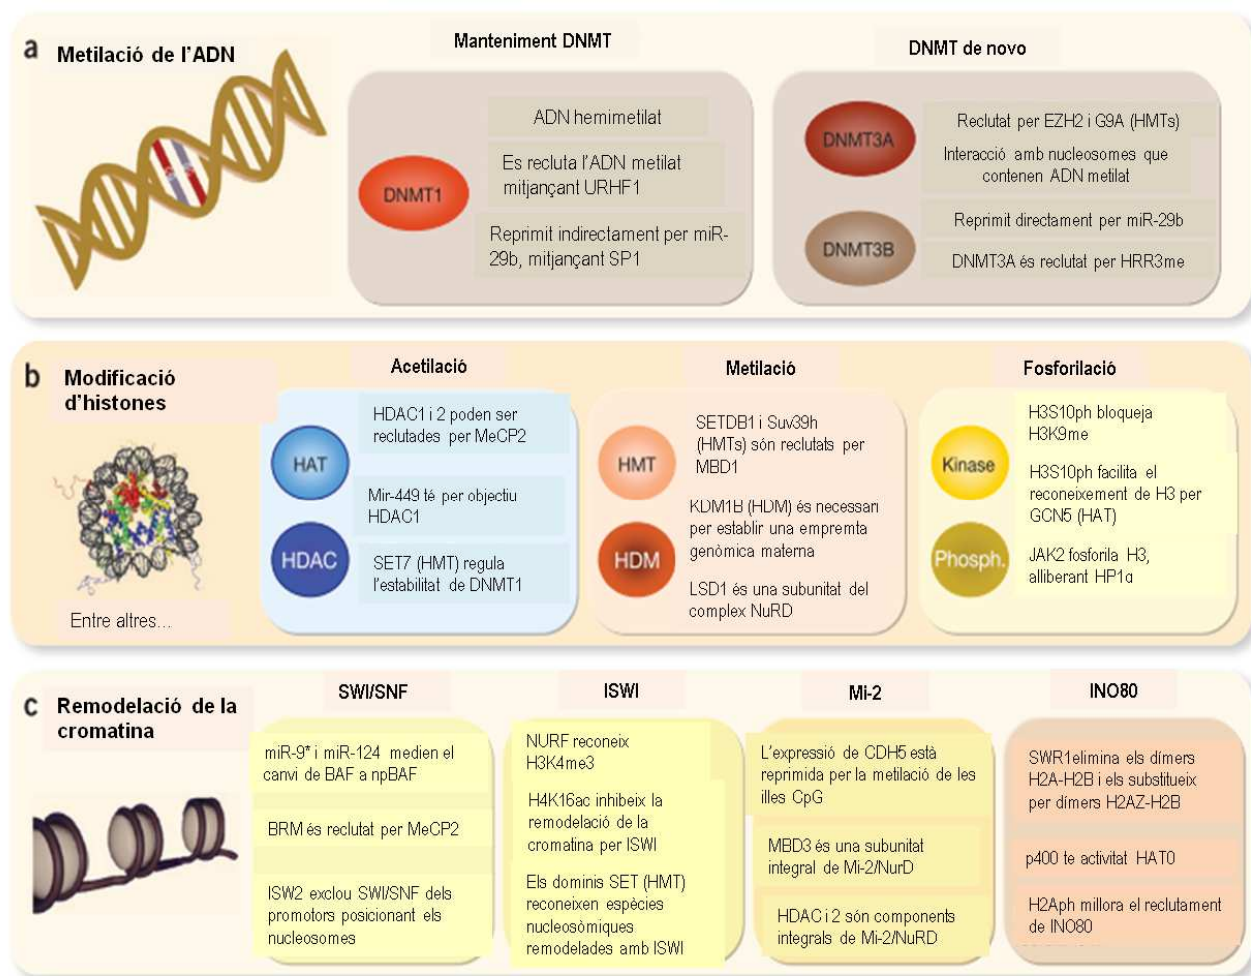 a
Metilació de l'ADN
Manteniment DNMT
DNMT1
ADN hemimetilat
Es recluta l'ADN metilat
mitjançant URHF1
Reprimit indirectament per miR-
29b, mitjançant SP1
DNMT de novo
DNMT3A
DNMT3B
Reclutat per EZH2 i G9A (HMTs)
Interacció amb nucleosomes que
contenen ADN metilat
Reprimit directament per miR-29b
DNMT3A és reclutat per HRR3me
b
Modificació
d'histones
Entre altres...
Acetilació
HAT
HDAC
HDAC1 i 2 poden ser
reclutades per MeCP2
Mir-449 té per objectiu
HDAC1
SET7 (HMT) regula
l'estabilitat de DNMT1
Metilació
HMT
HDM
SETDB1 i Suv39h
(HMTs) són reclutats per
MBD1
KDM1B (HDM) és necessari
per establir una empremta
genòmica materna
LSD1 és una subunitat del
complex NuRD
Fosforilació
Kinase
Phosph.
H3S10ph bloqueja
H3K9me
H3S10ph facilita el
reconeixement de H3 per
GCN5 (HAT)
JAK2 fosforila H3,
alliberant HP1α
c
Remodelació de la
cromatina
SWI/SNF
miR-9* i miR-124 medien el
canvi de BAF a npBAF
BRM és reclutat per MeCP2
ISW2 exclou SWI/SNF dels
promotors posicionant els
nucleosomes
ISWI
NURF reconeix
H3K4me3
H4K16ac inhibeix la
remodelació de la
cromatina per ISWI
Els dominis SET (HMT)
reconeixen espècies
nucleosòmiques
remodelades amb ISWI
Mi-2
L'expressió de CDH5 està
reprimida per la metilació de les
illes CpG
MBD3 és una subunitat
integral de Mi-2/NurD
HDAC i 2 són components
integrals de Mi-2/NuRD
INO80
SWR1elimina els dímers
H2A-H2B i els substitueix
per dímers H2AZ-H2B
p400 te activitat HAT0
H2Aph millora el reclutament
de INO80